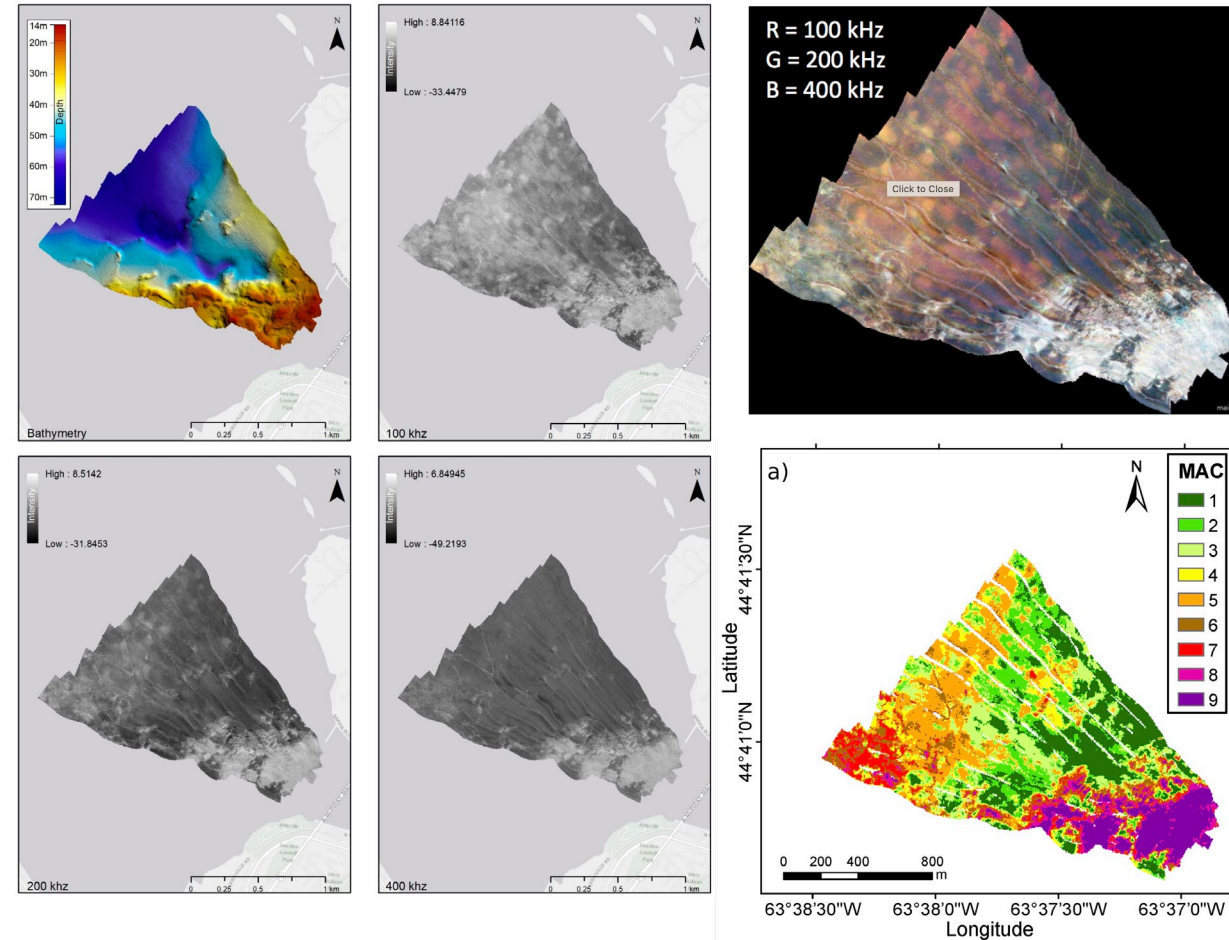 14m
20m
30m
40m
50m
60m
70m
Depth
N
Bathymetry
0 0.25 0.5 1 km
High : 8.84116
Intensity
Low : -33.4479
N
100 khz
0 0.25 0.5 1 km
R = 100 kHz
G = 200 kHz
B = 400 kHz
Click to Close
High : 8.5142
Intensity
Low : -31.8453
N
200 khz
0 0.25 0.5 1 km
High : 6.84945
Intensity
Low : -49.2193
N
400 khz
0 0.25 0.5 1 km
a)
N
MAC
1
2
3
4
5
6
7
8
9
44°41'30"N
44°41'0"N
Latitude
0 200 400 800
m
63°38'30"W 63°38'0"W 63°37'30"W 63°37'0"W
Longitude